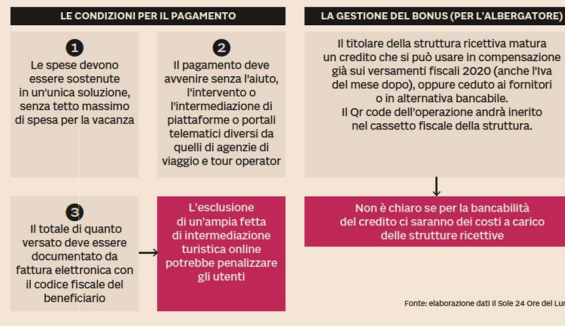 LE CONDIZIONI PER IL PAGAMENTO
1
Le spese devono
essere sostenute
in un'unica soluzione,
senza tetto massimo
di spesa per la vacanza
2
Il pagamento deve
avvenire senza l'aiuto,
l'intervento o
l'intermediazione di
piattaforme o portali
telematici diversi da
quelli di agenzie di
viaggio e tour operator
3
Il totale di quanto
versato deve essere
documentato da
fattura elettronica con
il codice fiscale del
beneficiario
L'esclusione
di un'ampia fetta
di intermediazione
turistica online
potrebbe penalizzare
gli utenti
LA GESTIONE DEL BONUS (PER L'ALBERGATORE)
Il titolare della struttura ricettiva matura
un credito che si può usare in compensazione
già sui versamenti fiscali 2020 (anche l'Iva
del mese dopo), oppure ceduto ai fornitori
o in alternativa bancabile.
Il Qr code dell'operazione andrà inerito
nel cassetto fiscale della struttura.
Non è chiaro se per la bancabilità
del credito ci saranno dei costi a carico
delle strutture ricettive
Fonte: elaborazione dati Il Sole 24 Ore del Lun